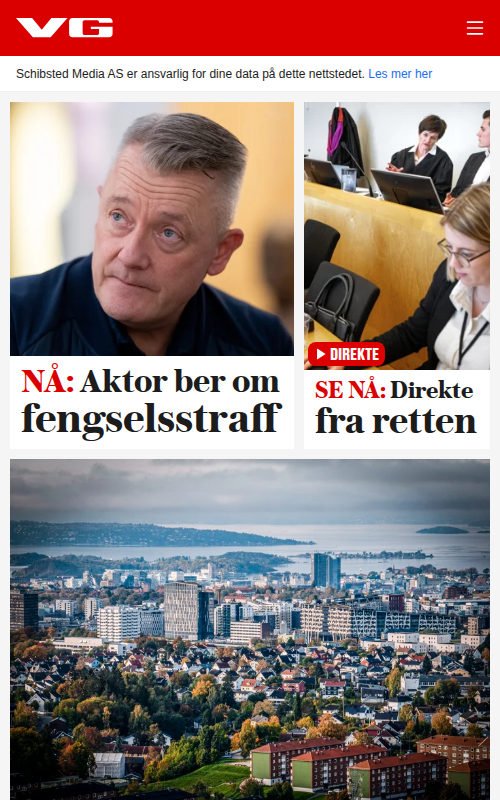 VG
Schibsted Media AS er ansvarlig for dine data på dette nettstedet. Les mer her
NÅ: Aktor ber om
fengselsstraff
DIREKTE
SE NÅ: Direkte
fra retten